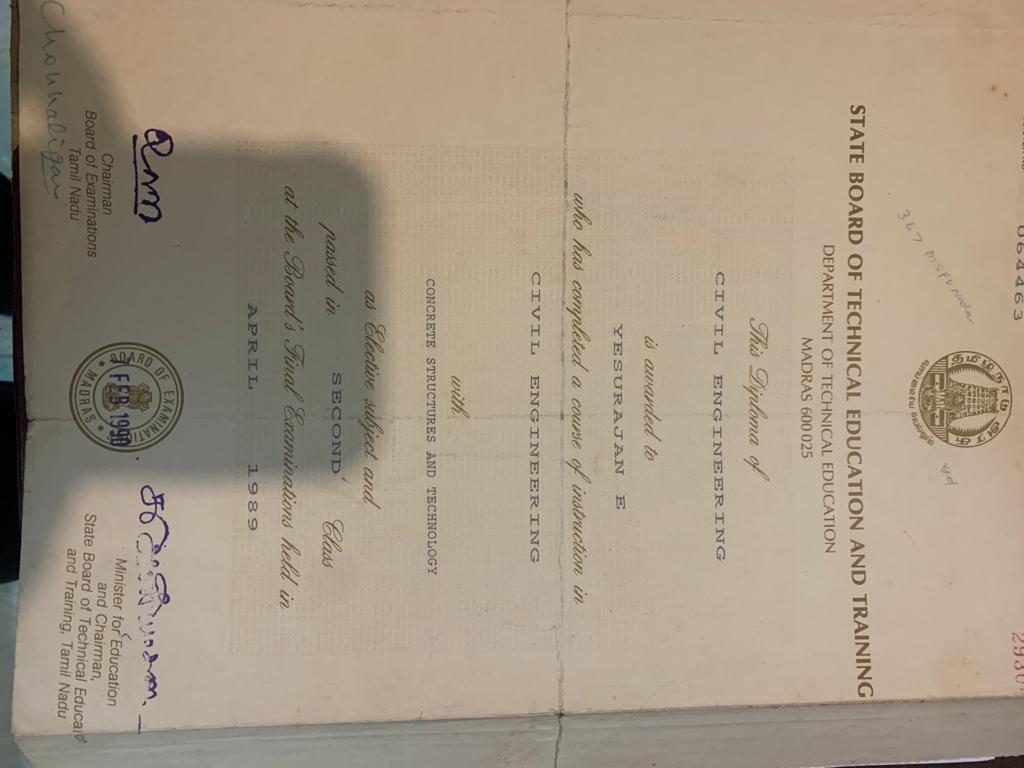 064463
தமிழ்நாடு அரசு
வாய்மையே வெல்லும்
367
STATE BOARD OF TECHNICAL EDUCATION AND TRAINING
DEPARTMENT OF TECHNICAL EDUCATION
MADRAS 600 025
This Diploma of
CIVIL ENGINEERING
is awarded to
YESURAJAN E
who has completed a course of instruction in
CIVIL ENGINEERING
with
CONCRETE STRUCTURES AND TECHNOLOGY
as Elective subject and
passed in SECOND Class
at the Board's Final Examinations held in
APRIL 1989
BOARD OF EXAMINATIONS
MADRAS
7 FEB 1990
Chairman
Board of Examinations
Tamil Nadu
Minister for Education
and Chairman,
State Board of Technical Education
and Training, Tamil Nadu